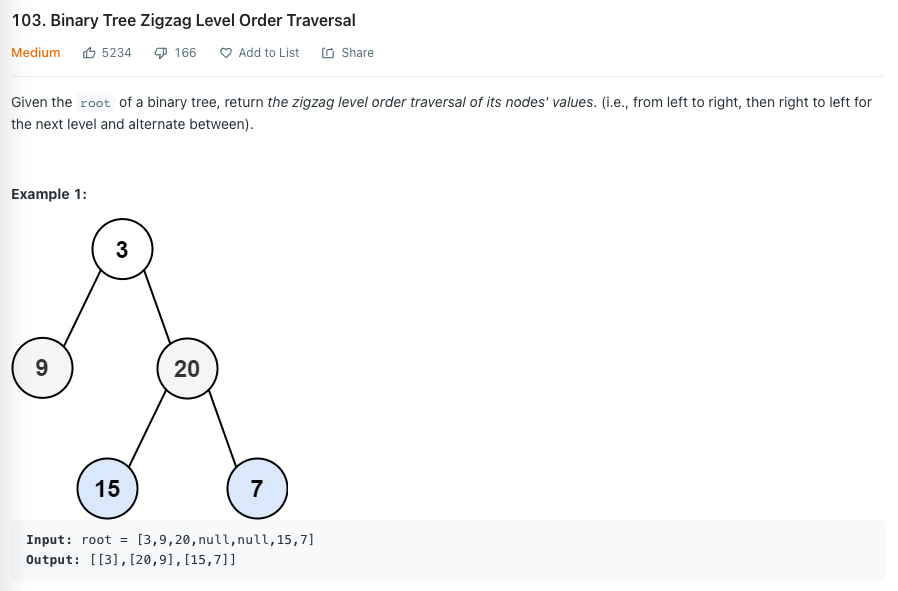 103. Binary Tree Zigzag Level Order Traversal
Medium 5234 166 Add to List Share
Given the root of a binary tree, return the zigzag level order traversal of its nodes' values. (i.e., from left to right, then right to left for
the next level and alternate between).
Example 1:
3
9 20
15 7
Input: root = [3,9,20,null,null,15,7]
Output: [[3],[20,9],[15,7]]